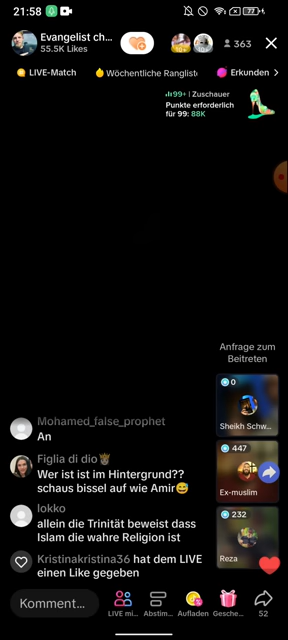 21:58
77
Evangelist ch...
55.5K Likes
10+
10+
363
LIVE-Match
Wöchentliche Rangliste
Erkunden
99+ | Zuschauer
Punkte erforderlich
für 99: 88K
Anfrage zum
Beitreten
0
Sheikh Schw...
447
Ex-muslim
232
Reza
Mohamed_false_prophet
An
Figlia di dio
Wer ist ist im Hintergrund??
schaus bissel auf wie Amir😅
lokko
allein die Trinität beweist dass
Islam die wahre Religion ist
Kristinakristina36 hat dem LIVE
einen Like gegeben
Komment...
LIVE mi...
Abstim...
Aufladen
Gesche...
52